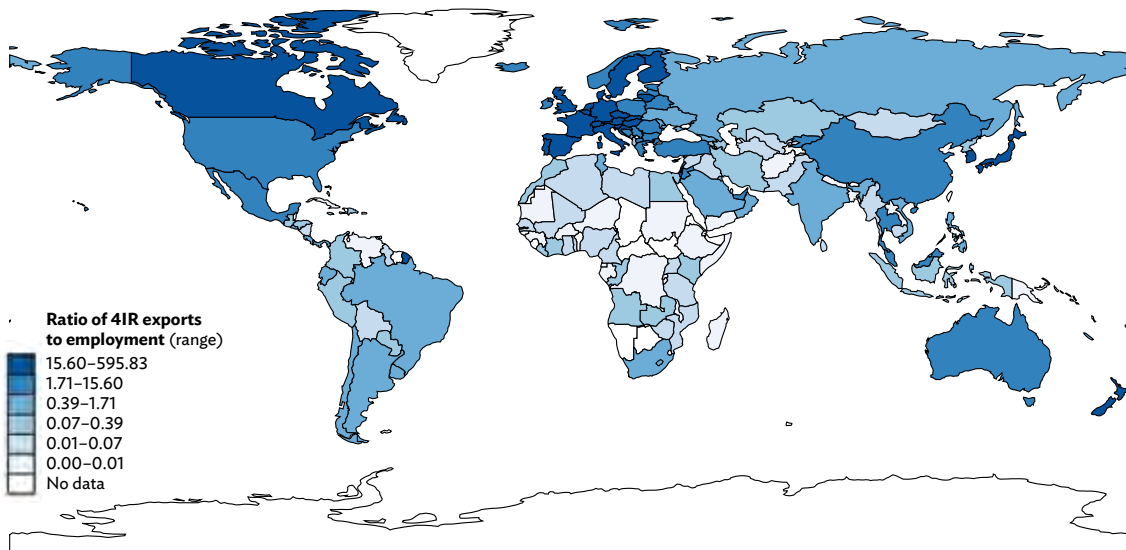 Ratio of 4IR exports
to employment (range)
15.60–595.83
1.71–15.60
0.39–1.71
0.07–0.39
0.01–0.07
0.00–0.01
No data